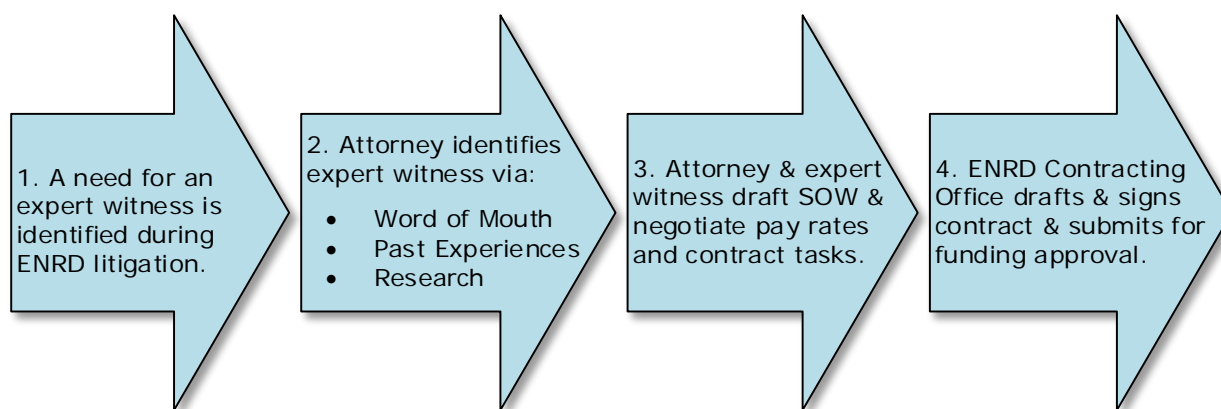 1. A need for an
expert witness is
identified during
ENRD litigation.
2. Attorney identifies
expert witness via:
• Word of Mouth
• Past Experiences
• Research
3. Attorney & expert
witness draft SOW &
negotiate pay rates
and contract tasks.
4. ENRD Contracting
Office drafts & signs
contract & submits for
funding approval.